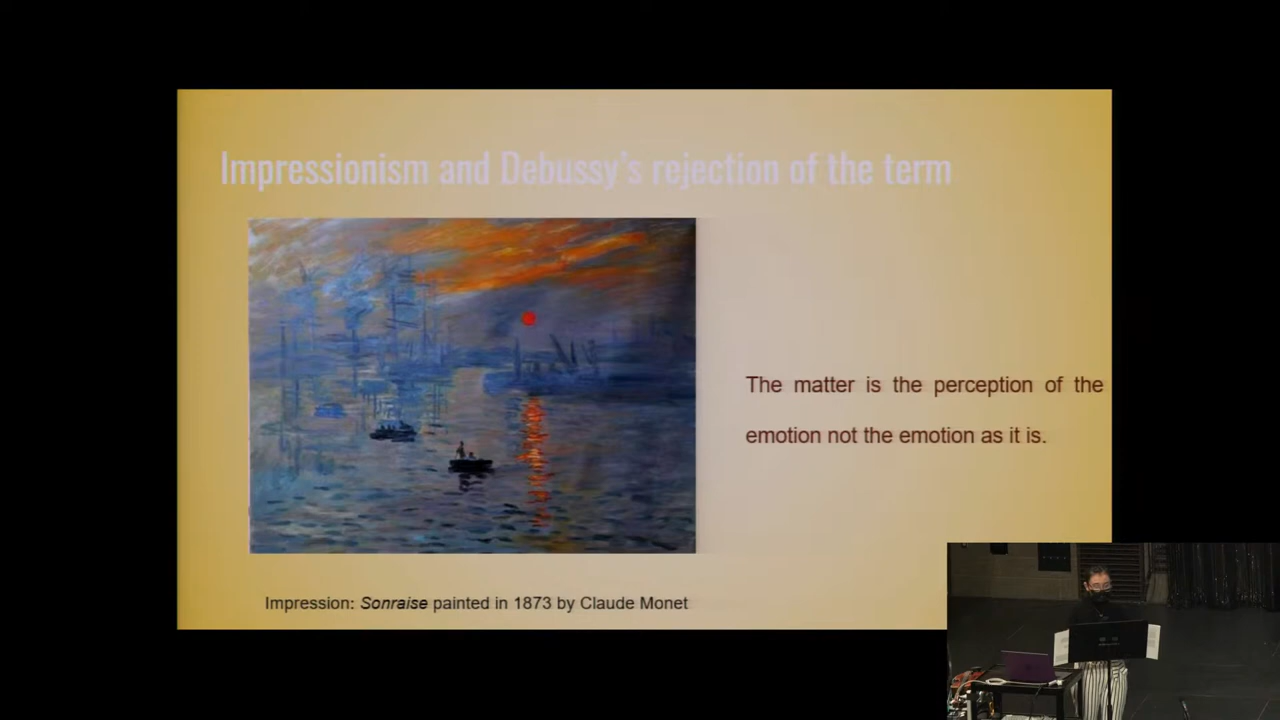 Impressionism and Debussy's rejection of the term
The matter is the perception of the
emotion not the emotion as it is.
Impression: Sonraise painted in 1873 by Claude Monet